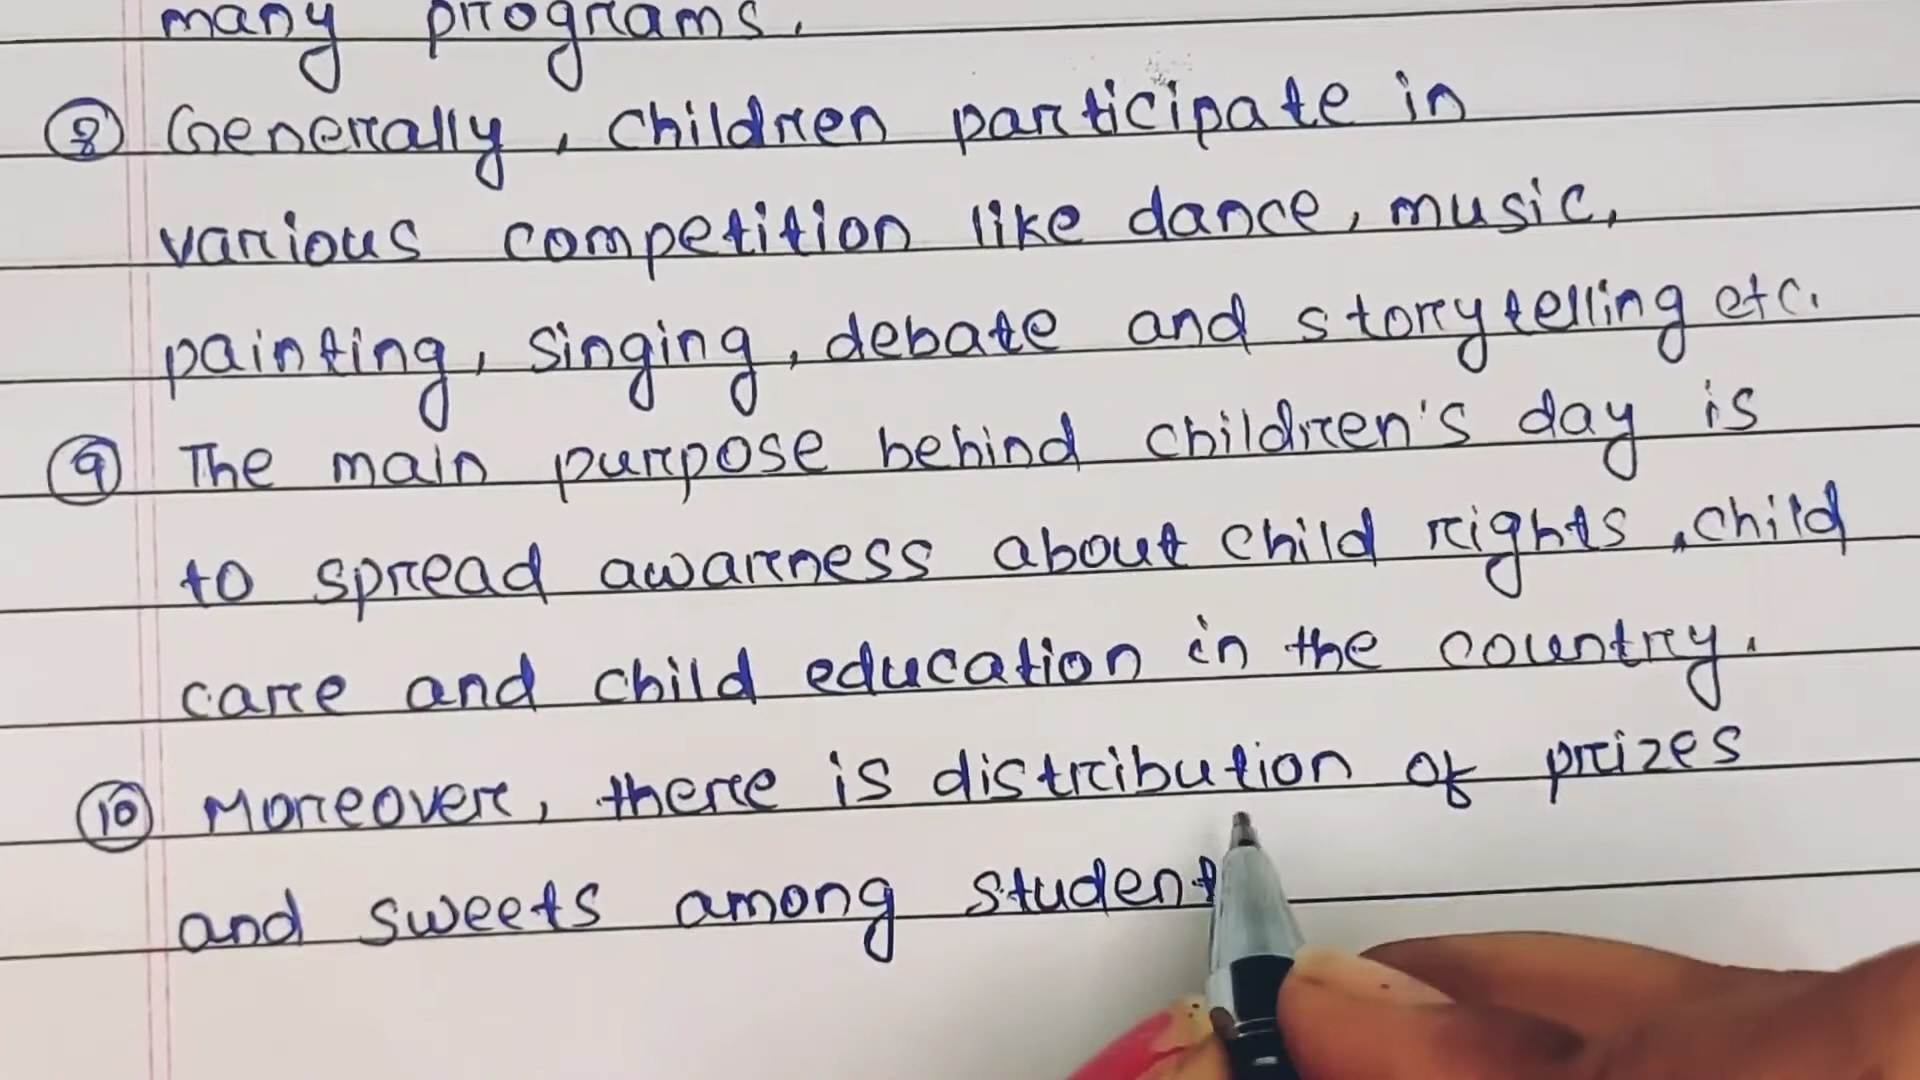 many programs.
8 Generally, children participate in
various competition like dance, music,
painting, singing, debate and storytelling etc.
9 The main purpose behind children's day is
to spread awarness about child rights, child
care and child education in the country.
10 Moreover, there is distribution of prizes
and sweets among student